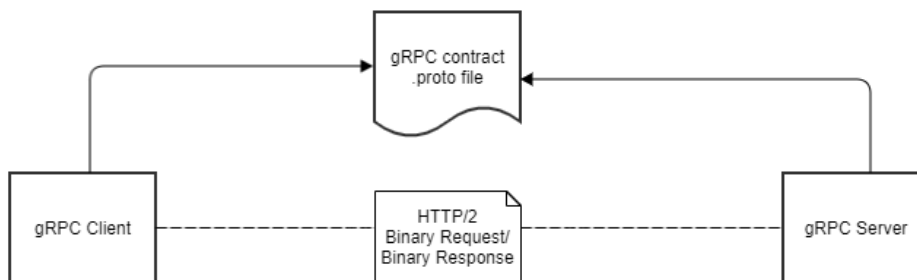 gRPC contract
.proto file
gRPC Client
HTTP/2
Binary Request/
Binary Response
gRPC Server